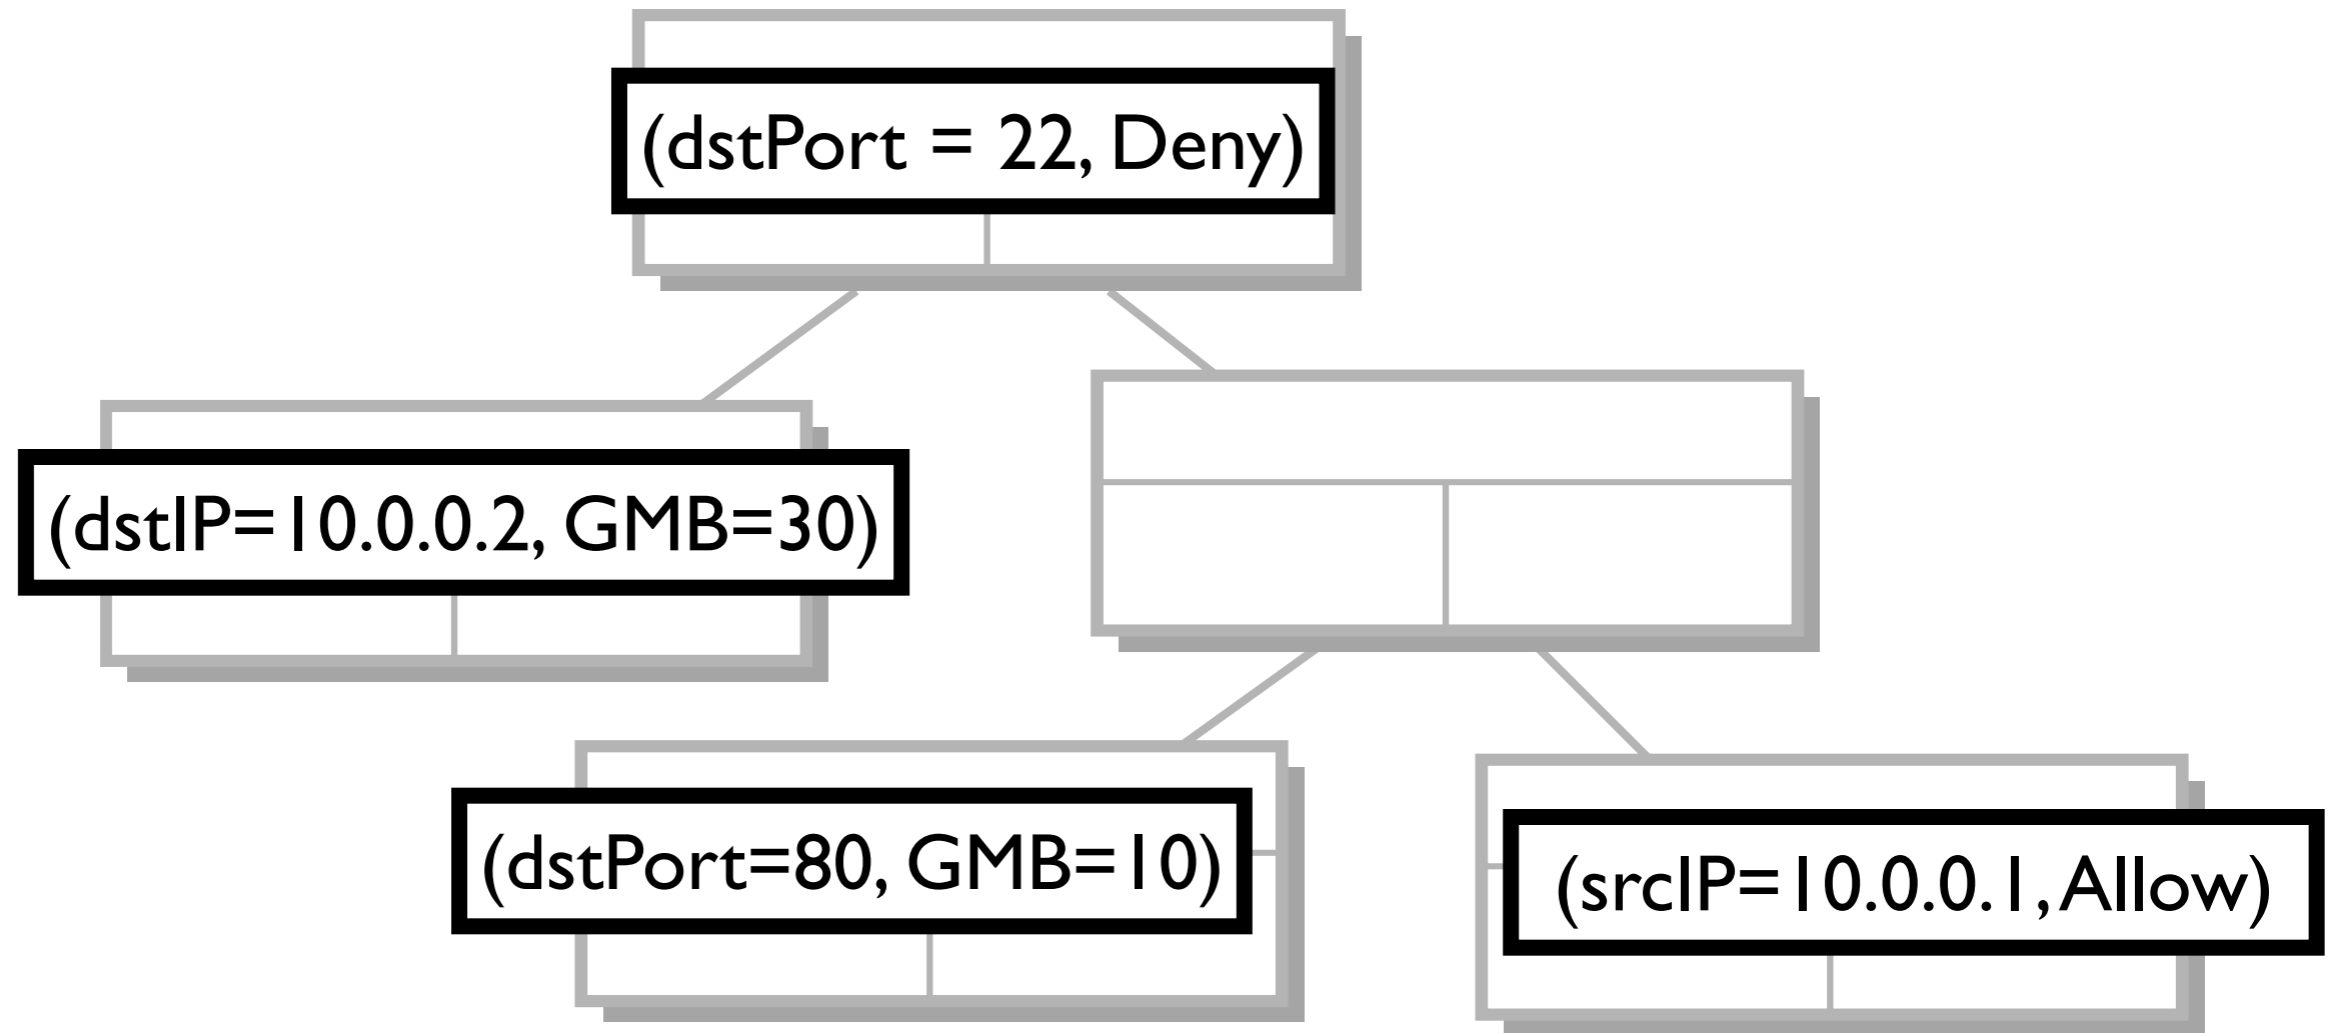 (dstPort = 22, Deny)
(dstIP=10.0.0.2, GMB=30)
(dstPort=80, GMB=10)
(srcIP=10.0.0.1, Allow)